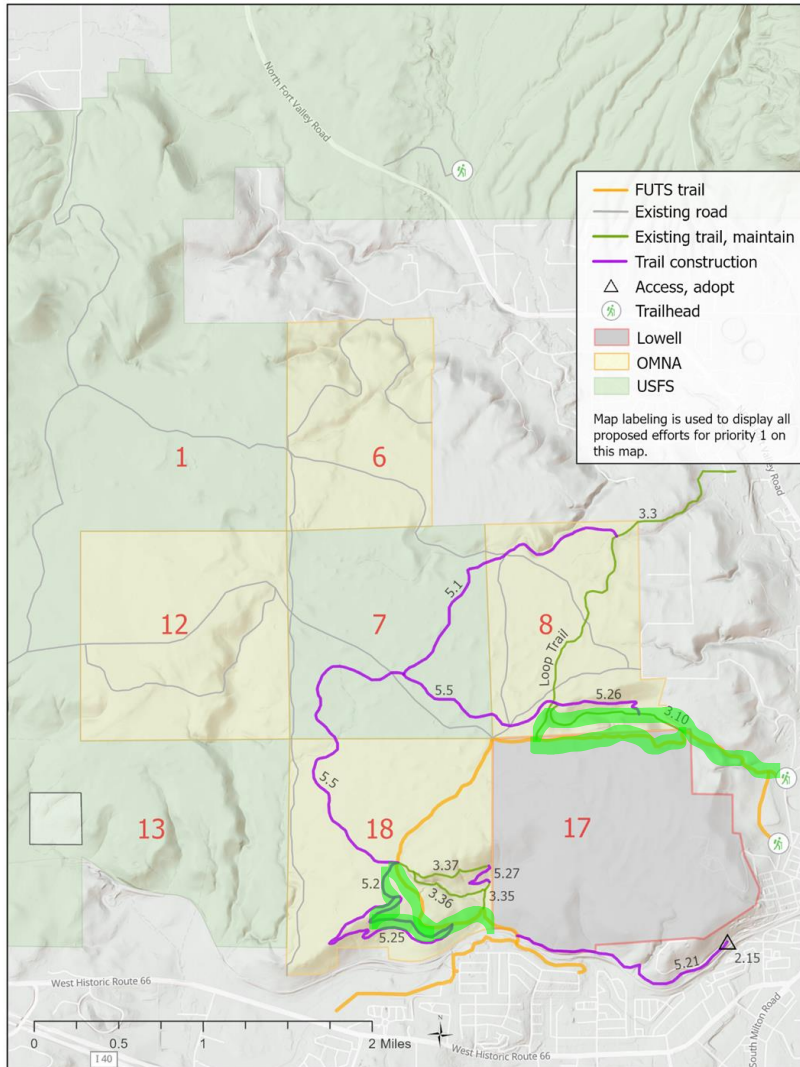 North Fort Valley Road
FUTS trail
Existing road
Existing trail, maintain
Trail construction
Access, adopt
Trailhead
Lowell
OMNA
USFS
Map labeling is used to display all
proposed efforts for priority 1 on
this map.
Valley Road
1
6
3.3
5.1
12
7
8
Loop Trail
5.5
5.26
3.10
5.5
13
18
17
3.37
5.27
5.2
3.36
3.35
5.25
5.21
2.15
West Historic Route 66
South Milton Road
N
0
0.5
1
2 Miles
I 40
West Historic Route 66